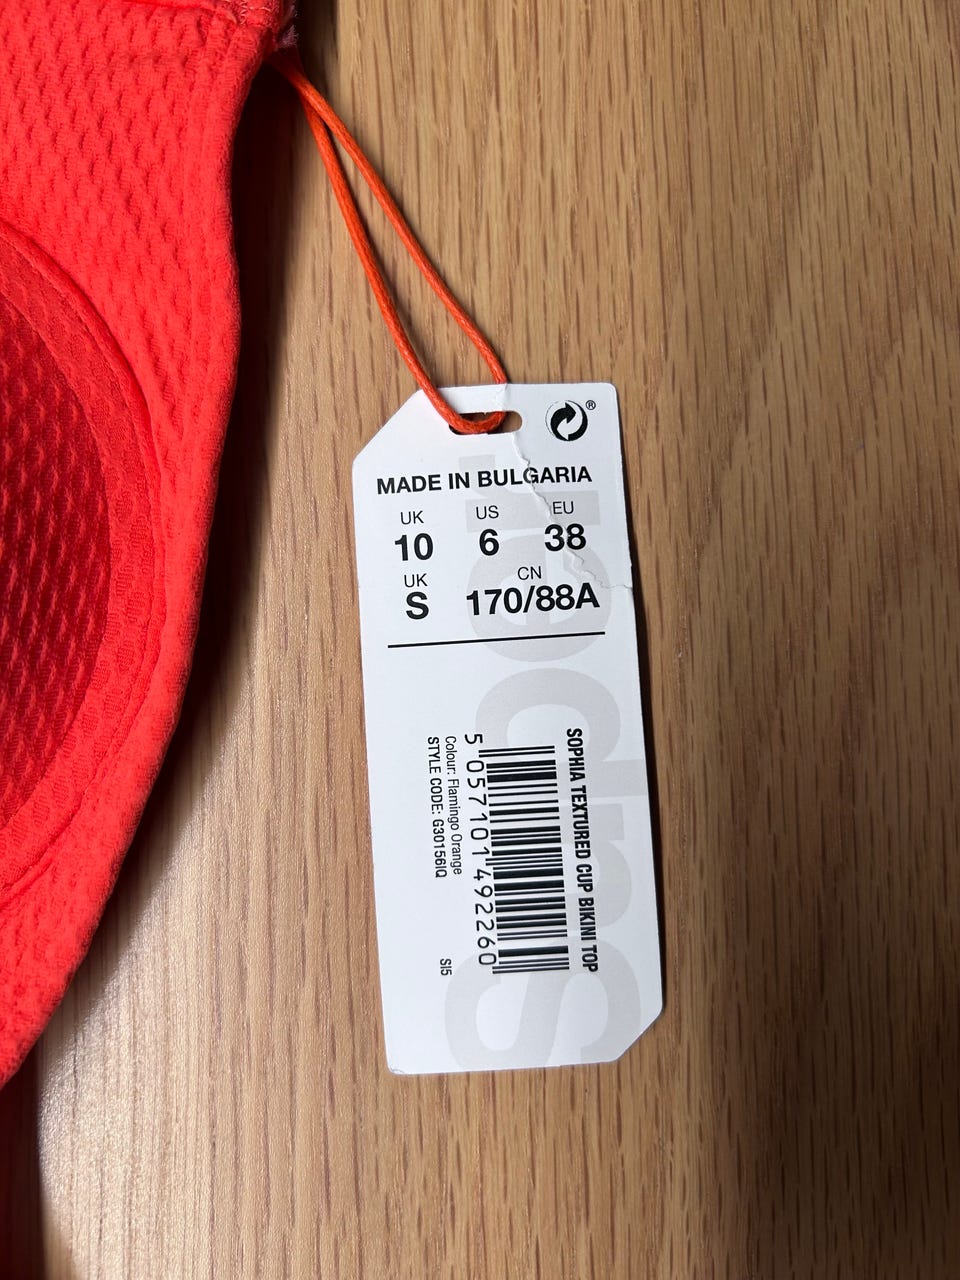 ®
MADE IN BULGARIA
UK US EU
10 6 38
UK CN
S 170/88A
SOPHIA TEXTURED CUP BIKINI TOP
5 057101 492260
Colour: Flamingo Orange
STYLE CODE: G30156IQ
SI5